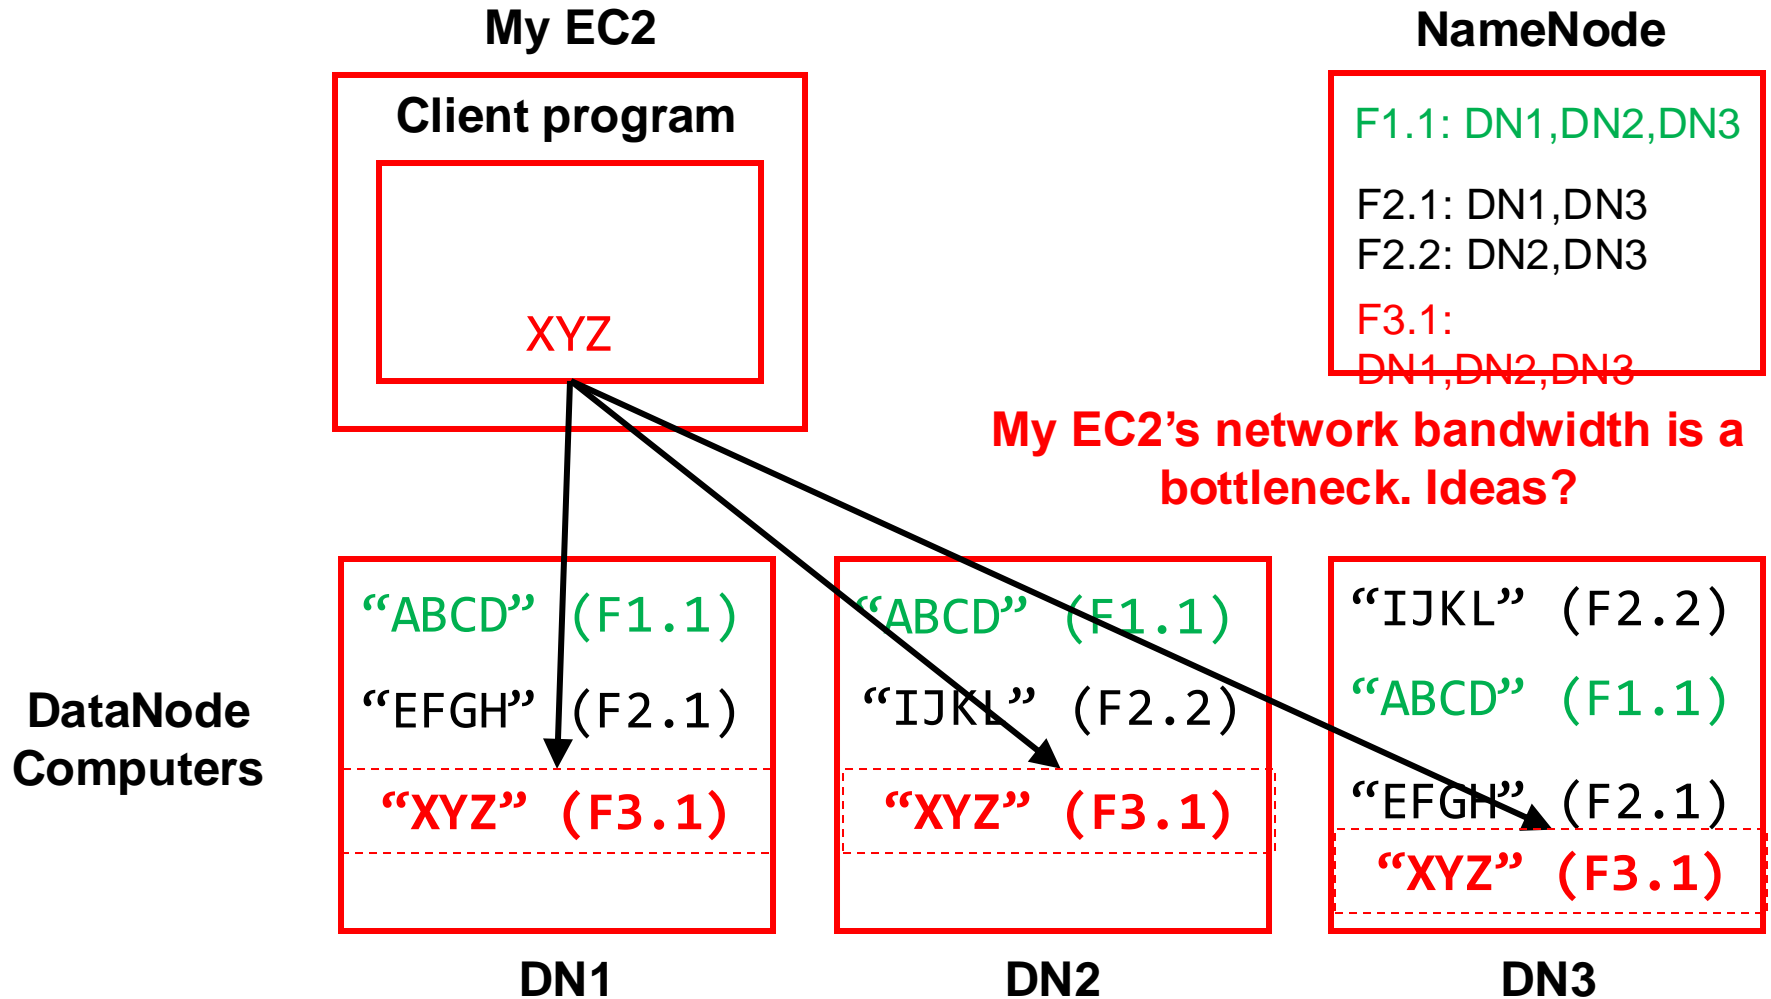 My EC2
NameNode
Client program
F1.1: DN1,DN2,DN3
F2.1: DN1,DN3
F2.2: DN2,DN3
F3.1:
DN1,DN2,DN3
XYZ
My EC2’s network bandwidth is a
bottleneck. Ideas?
DataNode
Computers
“ABCD” (F1.1)
“EFGH” (F2.1)
“XYZ” (F3.1)
DN1
“ABCD” (F1.1)
“IJKL” (F2.2)
“XYZ” (F3.1)
DN2
“IJKL” (F2.2)
“ABCD” (F1.1)
“EFGH” (F2.1)
“XYZ” (F3.1)
DN3